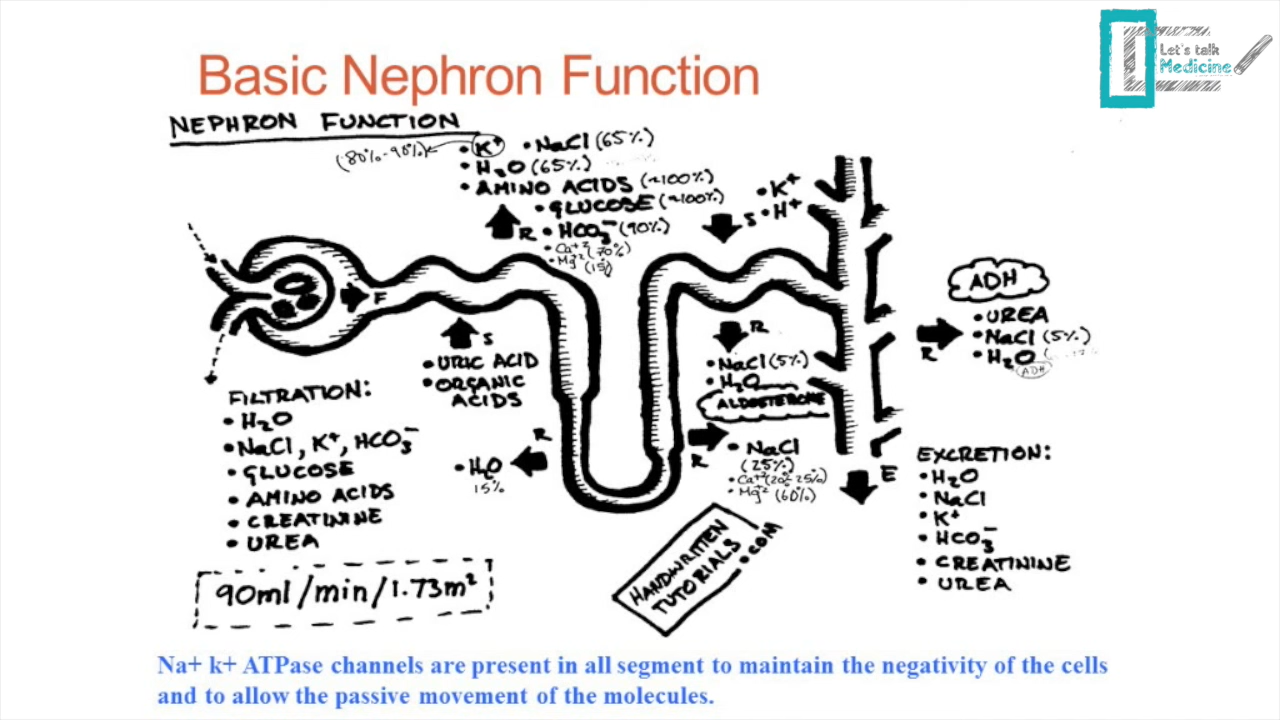 Let's talk
Medicine
Basic Nephron Function
NEPHRON FUNCTION
(80%-90%)
• K+ • NaCl (65%)
• H2O (65%)
• AMINO ACIDS (~100%)
• GLUCOSE (~100%)
R • HCO3- (90%)
• Ca+2 (70%)
• Mg+2
• K+
S • H+
F
S
• URIC ACID
• ORGANIC
ACIDS
R
• NaCl (5%)
• H2O
ALDOSTERONE
ADH
• UREA
• NaCl (5%)
• H2O
ADH
R
FILTRATION:
• H2O
• NaCl, K+, HCO3-
• GLUCOSE
• AMINO ACIDS
• CREATININE
• UREA
R
• H2O
15%
R
• NaCl
(25%)
• Ca+2 (20%-25%)
• Mg+2 (60%)
E
EXCRETION:
• H2O
• NaCl
• K+
• HCO3-
• CREATININE
• UREA
HANDWRITTEN
TUTORIALS
.COM
90ml/min/1.73m2
Na+ k+ ATPase channels are present in all segment to maintain the negativity of the cells
and to allow the passive movement of the molecules.